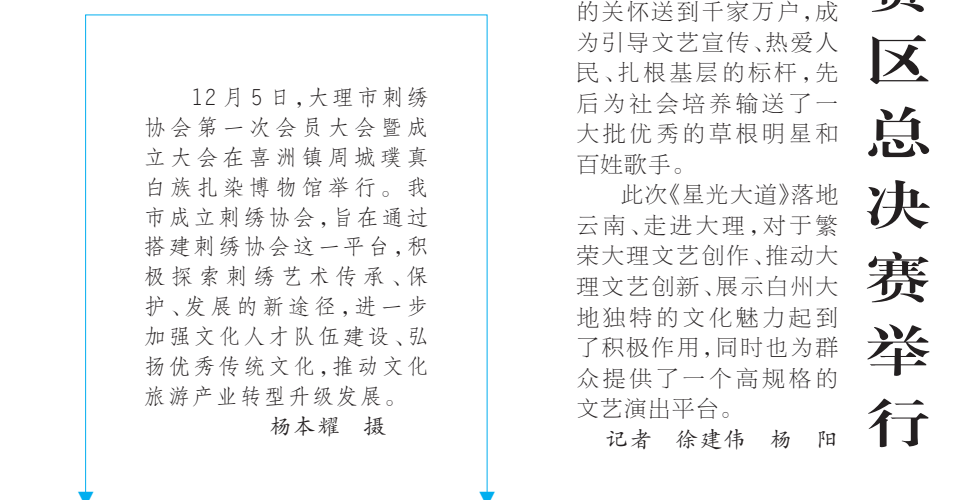 12月5日,大理市刺绣
协会第一次会员大会暨成
立大会在喜洲镇周城璞真
白族扎染博物馆举行。我
市成立刺绣协会,旨在通过
搭建刺绣协会这一平台,积
极探索刺绣艺术传承、保
护、发展的新途径,进一步
加强文化人才队伍建设、弘
扬优秀传统文化,推动文化
旅游产业转型升级发展。
杨本耀 摄
的关怀送到千家万户,成
为引导文艺宣传、热爱人
民、扎根基层的标杆,先
后为社会培养输送了一
大批优秀的草根明星和
百姓歌手。
此次《星光大道》落地
云南、走进大理,对于繁
荣大理文艺创作、推动大
理文艺创新、展示白州大
地独特的文化魅力起到
了积极作用,同时也为群
众提供了一个高规格的
文艺演出平台。
记者 徐建伟 杨 阳
区总决赛举行